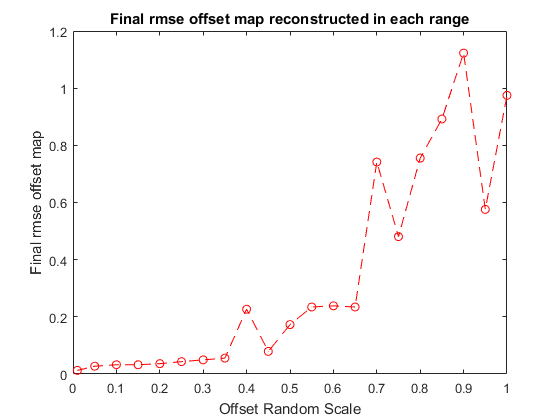 Final rmse offset map reconstructed in each range
Final rmse offset map
1.2
1
0.8
0.6
0.4
0.2
0
0 0.1 0.2 0.3 0.4 0.5 0.6 0.7 0.8 0.9 1
Offset Random Scale